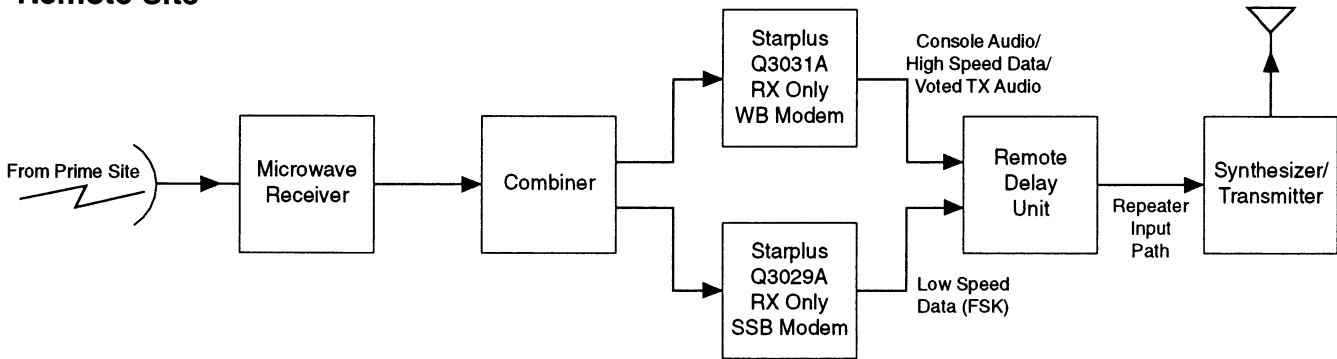 Remote Site
From Prime Site
Microwave
Receiver
Combiner
Starplus
Q3031A
RX Only
WB Modem
Starplus
Q3029A
RX Only
SSB Modem
Console Audio/
High Speed Data/
Voted TX Audio
Low Speed
Data (FSK)
Remote
Delay
Unit
Repeater
Input
Path
Synthesizer/
Transmitter